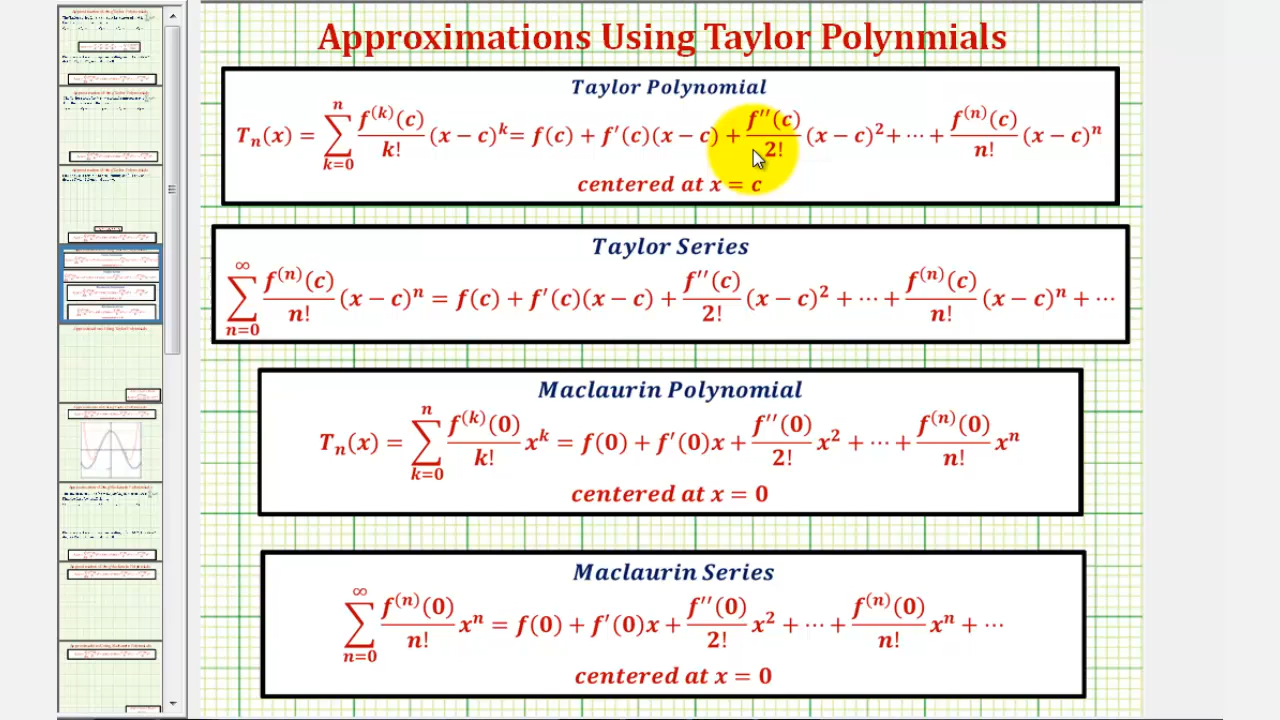 Approximations Using Taylor Polynmials
Taylor Polynomial
Tₙ(x) = ∑ₖ₌₀ⁿ f⁽ᵏ⁾(c)/k! (x − c)ᵏ= f(c) + f′(c)(x − c) + f′′(c)/2! (x − c)²+ ⋯ + f⁽ⁿ⁾(c)/n! (x − c)ⁿ
centered at x = c
Taylor Series
∑ₙ₌₀^∞ f⁽ⁿ⁾(c)/n! (x − c)ⁿ = f(c) + f′(c)(x − c) + f′′(c)/2! (x − c)² + ⋯ + f⁽ⁿ⁾(c)/n! (x − c)ⁿ + ⋯
Maclaurin Polynomial
Tₙ(x) = ∑ₖ₌₀ⁿ f⁽ᵏ⁾(0)/k! xᵏ = f(0) + f′(0)x + f′′(0)/2! x² + ⋯ + f⁽ⁿ⁾(0)/n! xⁿ
centered at x = 0
Maclaurin Series
∑ₙ₌₀^∞ f⁽ⁿ⁾(0)/n! xⁿ = f(0) + f′(0)x + f′′(0)/2! x² + ⋯ + f⁽ⁿ⁾(0)/n! xⁿ + ⋯
centered at x = 0